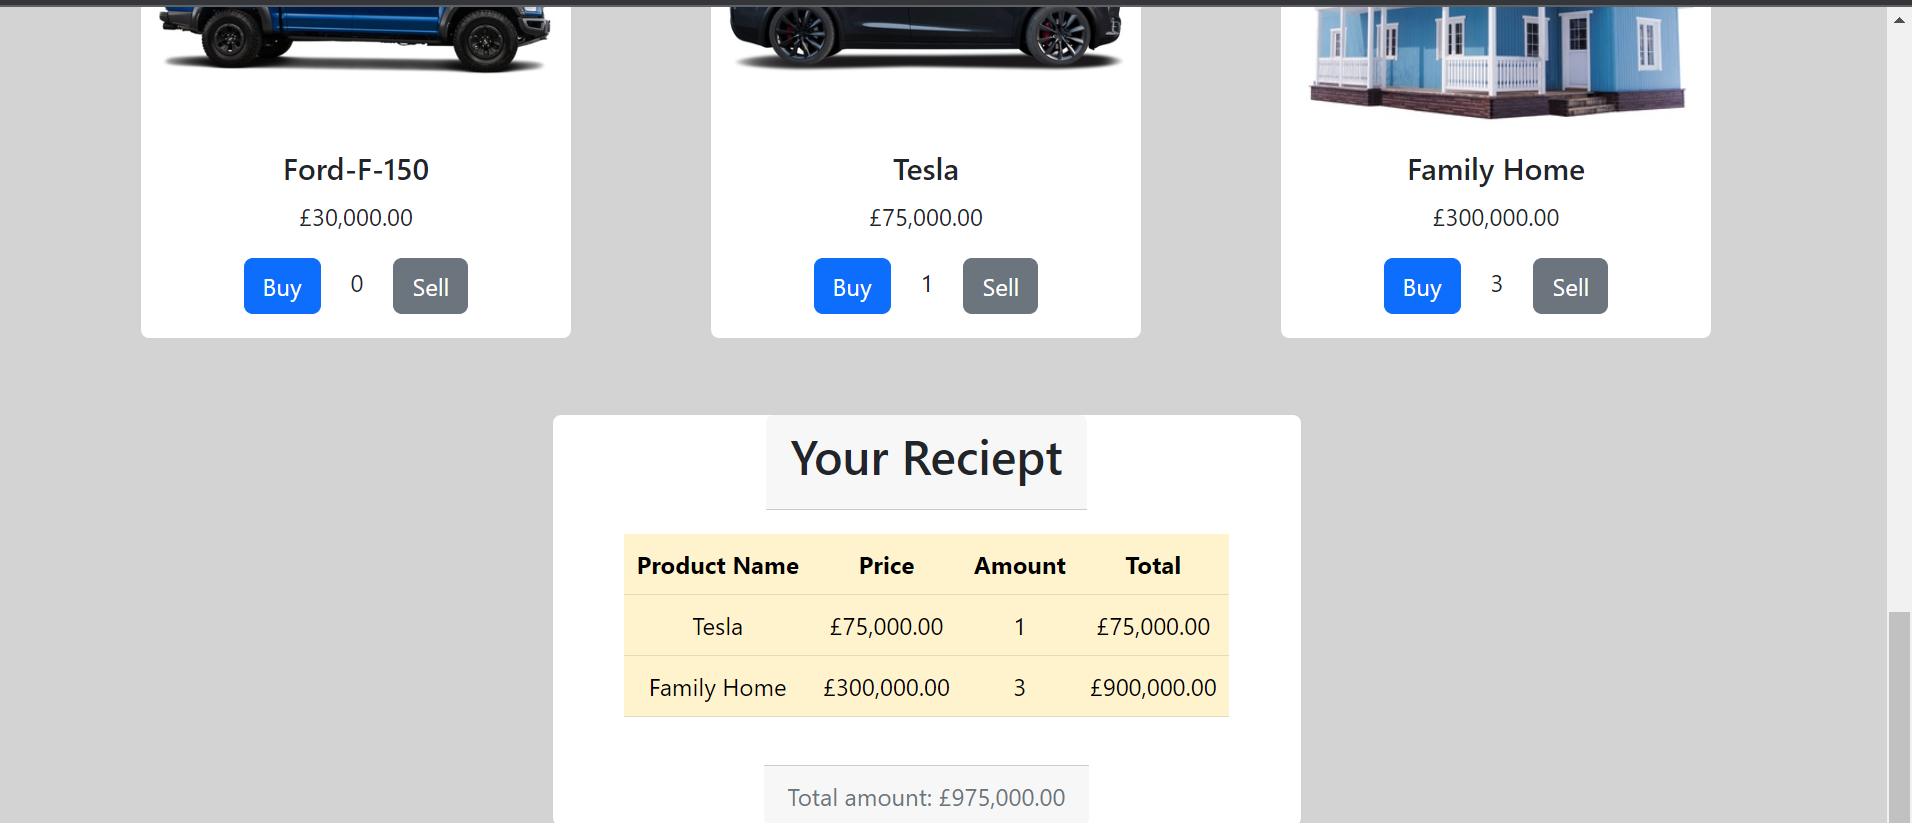 Ford-F-150 Tesla Family Home
£30,000.00 £75,000.00 £300,000.00
Buy 0 Sell Buy 1 Sell Buy 3 Sell
Your Reciept
Product Name Price Amount Total
Tesla £75,000.00 1 £75,000.00
Family Home £300,000.00 3 £900,000.00
Total amount: £975,000.00